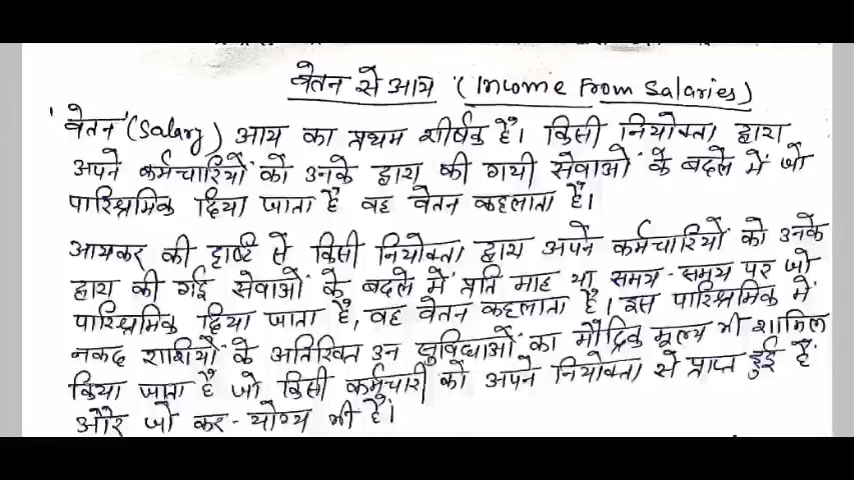 वेतन से आय (Income From Salaries)
'वेतन' (Salary) आय का प्रथम शीर्षक है। किसी नियोक्ता द्वारा
अपने कर्मचारियों को उनके द्वारा की गयी सेवाओं के बदले में जो
पारिश्रमिक दिया जाता है वह वेतन कहलाता है।
आयकर की दृष्टि से किसी नियोक्ता द्वारा अपने कर्मचारियों को उनके
द्वारा की गई सेवाओं के बदले में प्रति माह या समय-समय पर जो
पारिश्रमिक दिया जाता है, वह वेतन कहलाता है। इस पारिश्रमिक में
नकद राशियों के अतिरिक्त उन सुविधाओं का मौद्रिक मूल्य भी शामिल
किया जाता है जो किसी कर्मचारी को अपने नियोक्ता से प्राप्त हुई हैं
और जो कर-योग्य भी है।